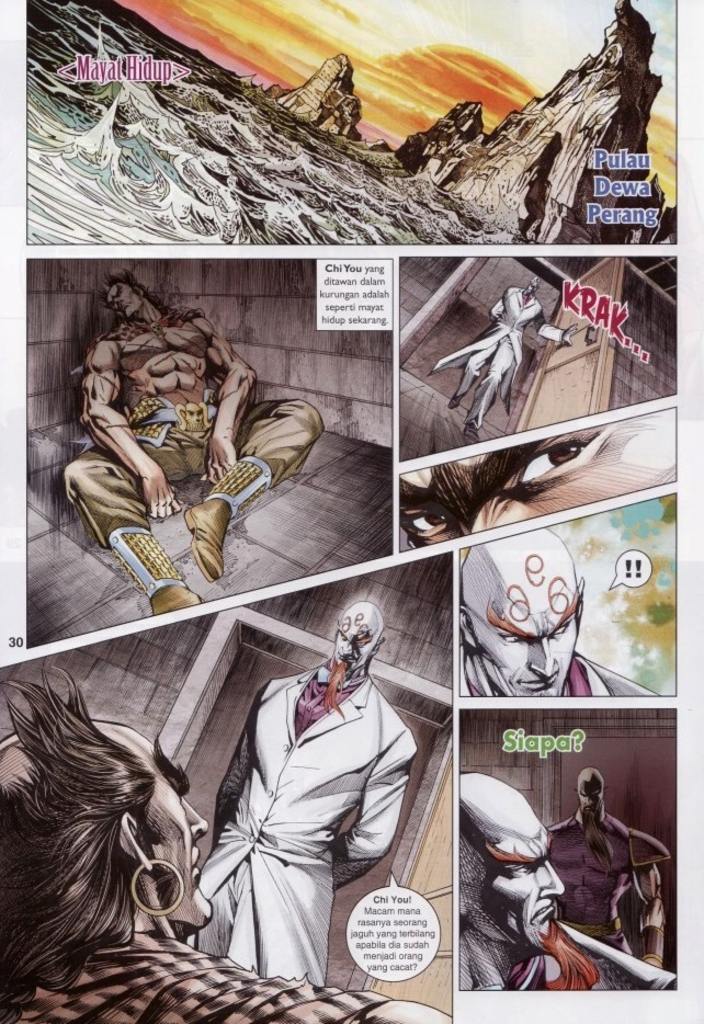 <Mayat Hidup>
Pulau
Dewa
Perang
Chi You yang
ditawan dalam
kurungan adalah
seperti mayat
hidup sekarang.
KRAK...
!!
30
Siapa?
Chi You!
Macam mana
rasanya seorang
jaguh yang terbilang
apabila dia sudah
menjadi orang
yang cacat?